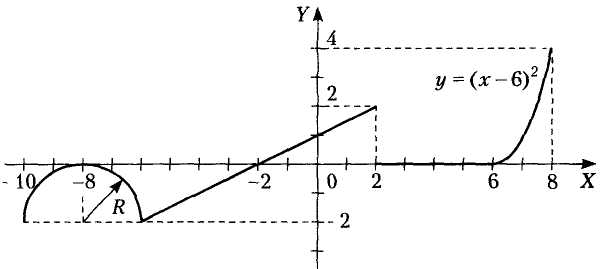 Y
4
y = (x – 6)²
2
- 10 –8 –2 0 2 6 8 X
R
2